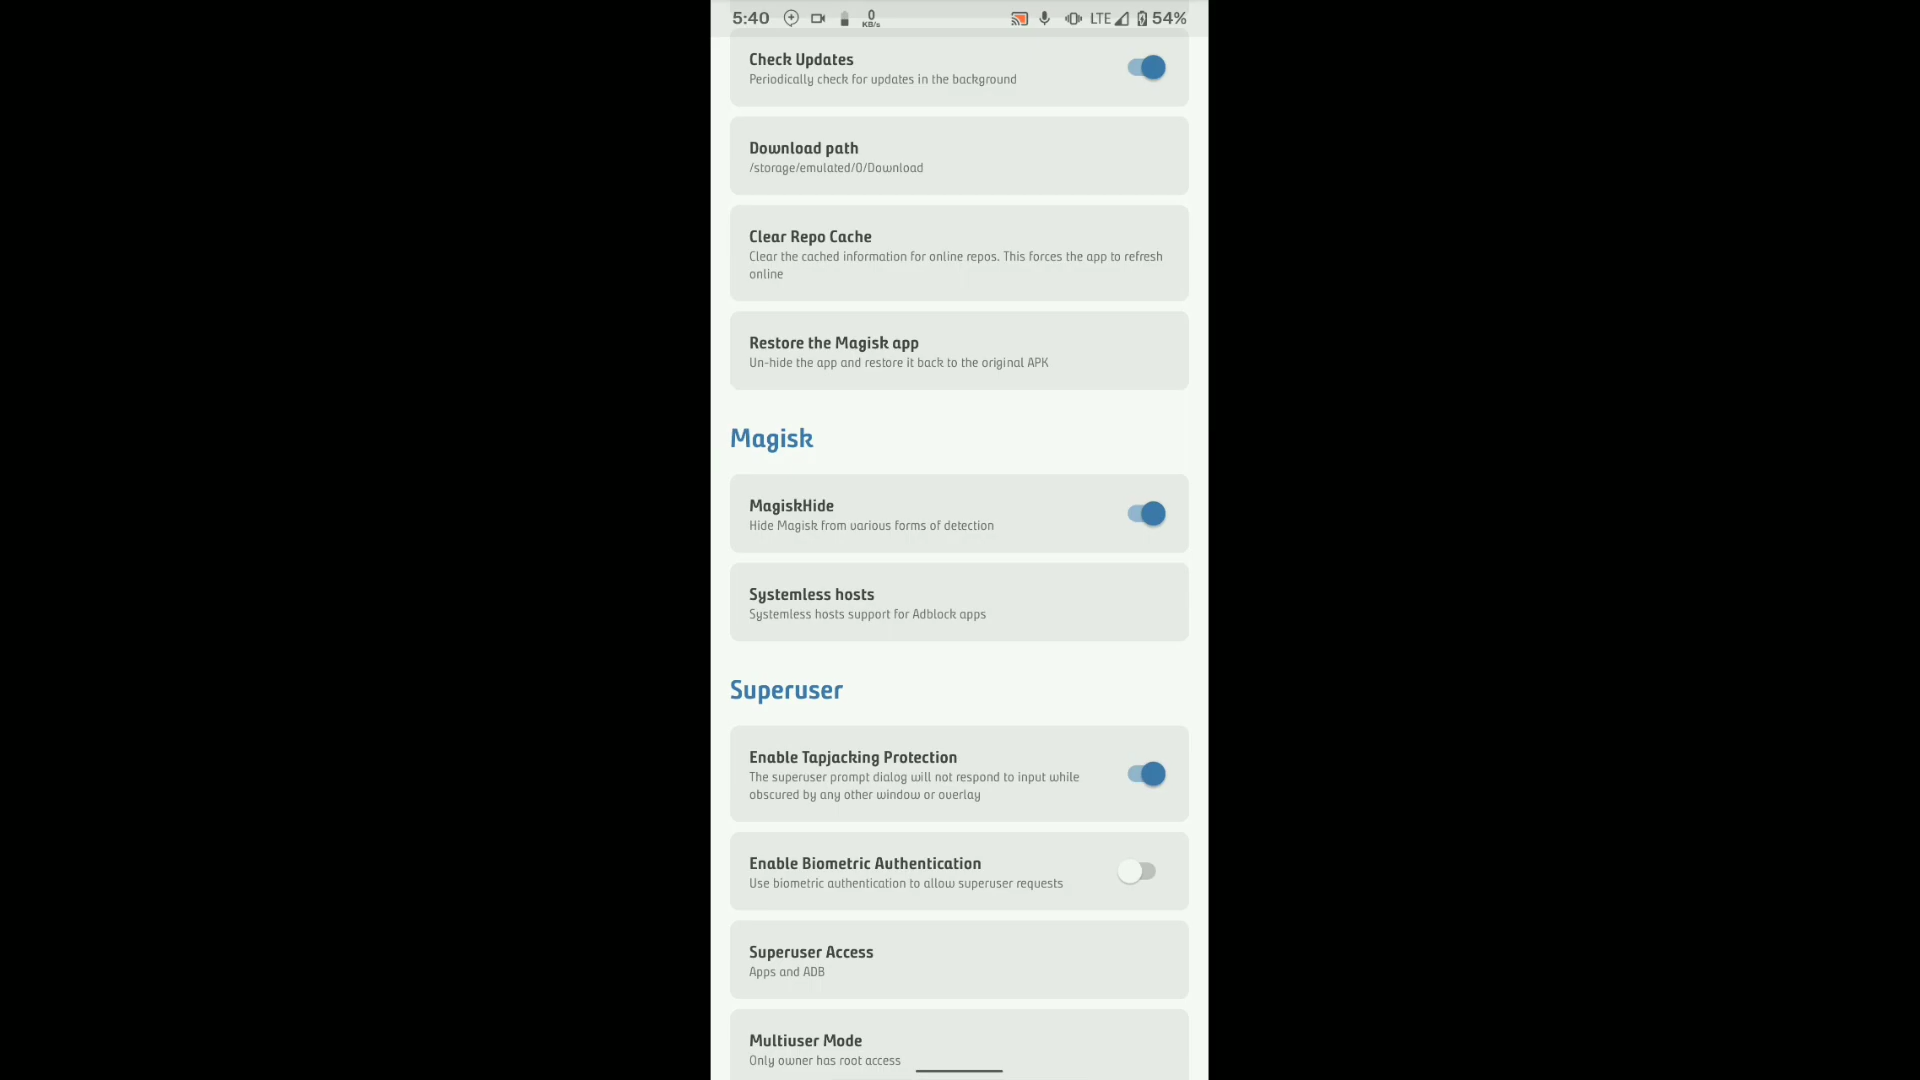 5:40 0 KB/s LTE 54%
Check Updates
Periodically check for updates in the background
Download path
/storage/emulated/0/Download
Clear Repo Cache
Clear the cached information for online repos. This forces the app to refresh
online
Restore the Magisk app
Un-hide the app and restore it back to the original APK
Magisk
MagiskHide
Hide Magisk from various forms of detection
Systemless hosts
Systemless hosts support for Adblock apps
Superuser
Enable Tapjacking Protection
The superuser prompt dialog will not respond to input while
obscured by any other window or overlay
Enable Biometric Authentication
Use biometric authentication to allow superuser requests
Superuser Access
Apps and ADB
Multiuser Mode
Only owner has root access